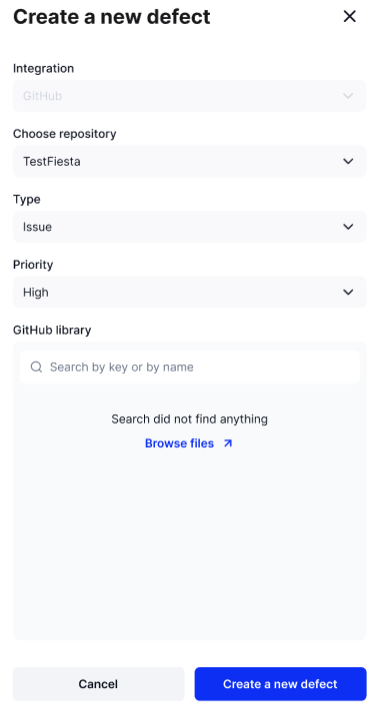 Create a new defect
Integration
GitHub
Choose repository
TestFiesta
Type
Issue
Priority
High
GitHub library
Search by key or by name
Search did not find anything
Browse files
Cancel
Create a new defect